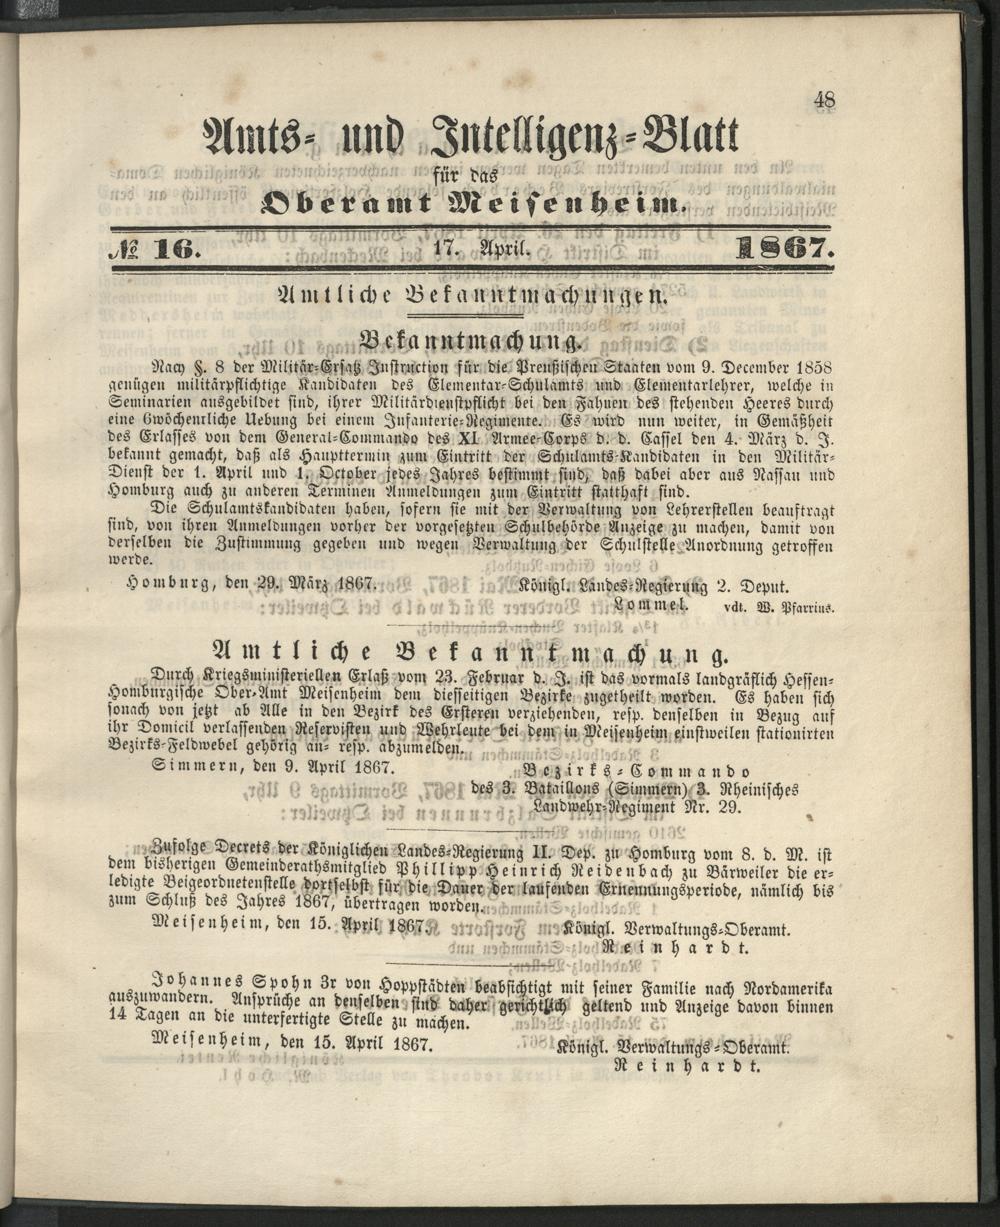 48
Amts- und Intelligenz-Blatt
für das
Oberamt Meisenheim.
№ 16. 17. April. 1867.
Amtliche Bekanntmachungen.
Bekanntmachung.
Nach §. 8 der Militär-Ersatz Instruction für die Preußischen Staaten vom 9. December 1858
genügen militärpflichtige Kandidaten des Elementar-Schulamts und Elementarlehrer, welche in
Seminarien ausgebildet sind, ihrer Militärdienstpflicht bei den Fahnen des stehenden Heeres durch
eine 6wöchentliche Uebung bei einem Infanterie-Regimente. Es wird nun weiter, in Gemäßheit
des Erlasses von dem General-Commando des XI Armee-Corps d. d. Cassel den 4. März d. J.
bekannt gemacht, daß als Haupttermin zum Eintritt der Schulamts-Kandidaten in den Militär-
Dienst der 1. April und 1. October jedes Jahres bestimmt sind, daß dabei aber aus Nassau und
Homburg auch zu anderen Terminen Anmeldungen zum Eintritt statthaft sind.
Die Schulamtskandidaten haben, sofern sie mit der Verwaltung von Lehrerstellen beauftragt
sind, von ihren Anmeldungen vorher der vorgesetzten Schulbehörde Anzeige zu machen, damit von
derselben die Zustimmung gegeben und wegen Verwaltung der Schulstelle Anordnung getroffen
werde.
Homburg, den 29. März 1867. Königl. Landes-Regierung 2. Deput.
Lommel. vdt. W. Pfarrius.
Amtliche Bekanntmachung.
Durch Kriegsministeriellen Erlaß vom 23. Februar d. J. ist das vormals landgräflich Hessen-
Homburgische Ober-Amt Meisenheim dem diesseitigen Bezirke zugetheilt worden. Es haben sich
sonach von jetzt ab Alle in den Bezirk des Ersteren verziehenden, resp. denselben in Bezug auf
ihr Domicil verlassenden Reservisten und Wehrleute bei dem in Meisenheim einstweilen stationirten
Bezirks-Feldwebel gehörig an- resp. abzumelden.
Simmern, den 9. April 1867. Bezirks-Commando
des 3. Bataillons (Simmern) 3. Rheinisches
Landwehr-Regiment Nr. 29.
Zufolge Decrets der Königlichen Landes-Regierung II. Dep. zu Homburg vom 8. d. M. ist
dem bisherigen Gemeinderathsmitglied Phillipp Heinrich Reidenbach zu Bärweiler die er-
ledigte Beigeordnetenstelle dortselbst für die Dauer der laufenden Ernennungsperiode, nämlich bis
zum Schluß des Jahres 1867, übertragen worden.
Meisenheim, den 15. April 1867. Königl. Verwaltungs-Oberamt.
Reinhardt.
Johannes Spohn 3r von Hoppstädten beabsichtigt mit seiner Familie nach Nordamerika
auszuwandern. Ansprüche an denselben sind daher gerichtlich geltend und Anzeige davon binnen
14 Tagen an die unterfertigte Stelle zu machen.
Meisenheim, den 15. April 1867. Königl. Verwaltungs-Oberamt.
Reinhardt.